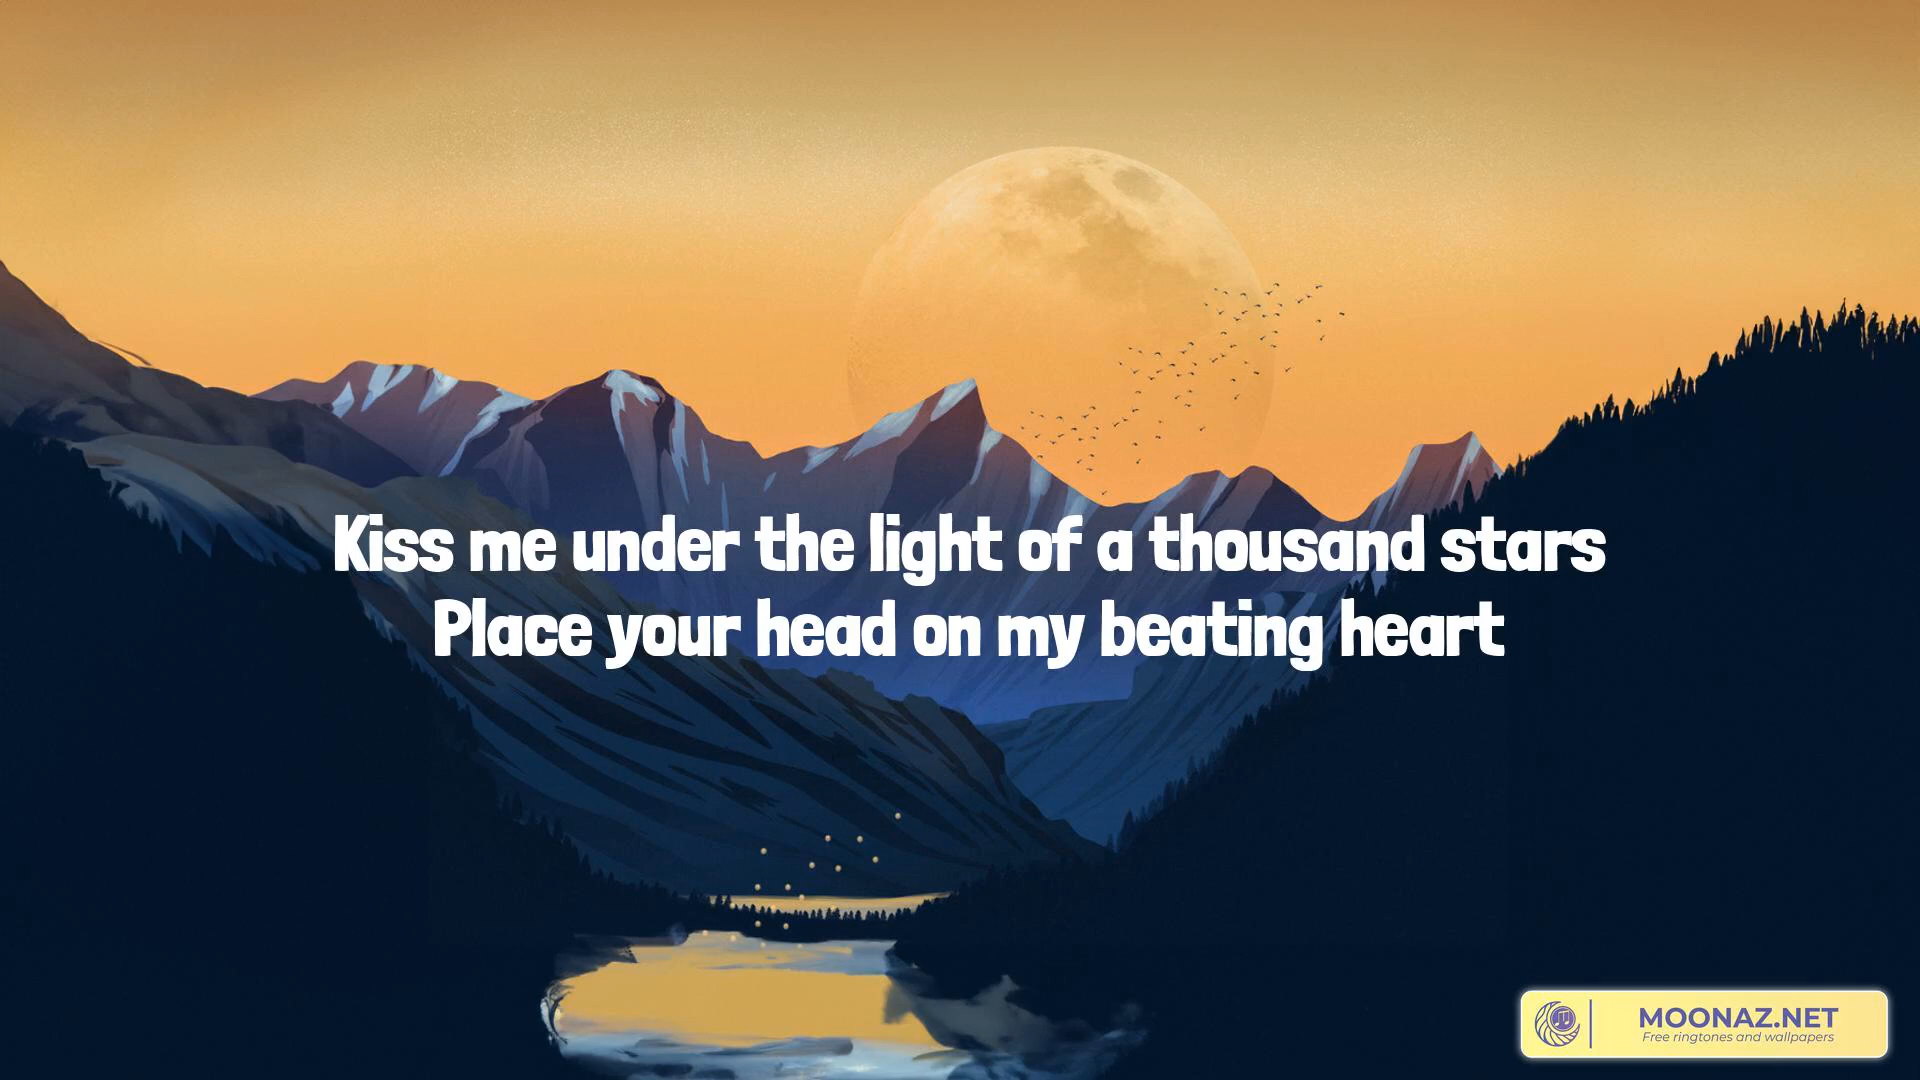 Kiss me under the light of a thousand stars
Place your head on my beating heart
MOONAZ.NET
Free ringtones and wallpapers